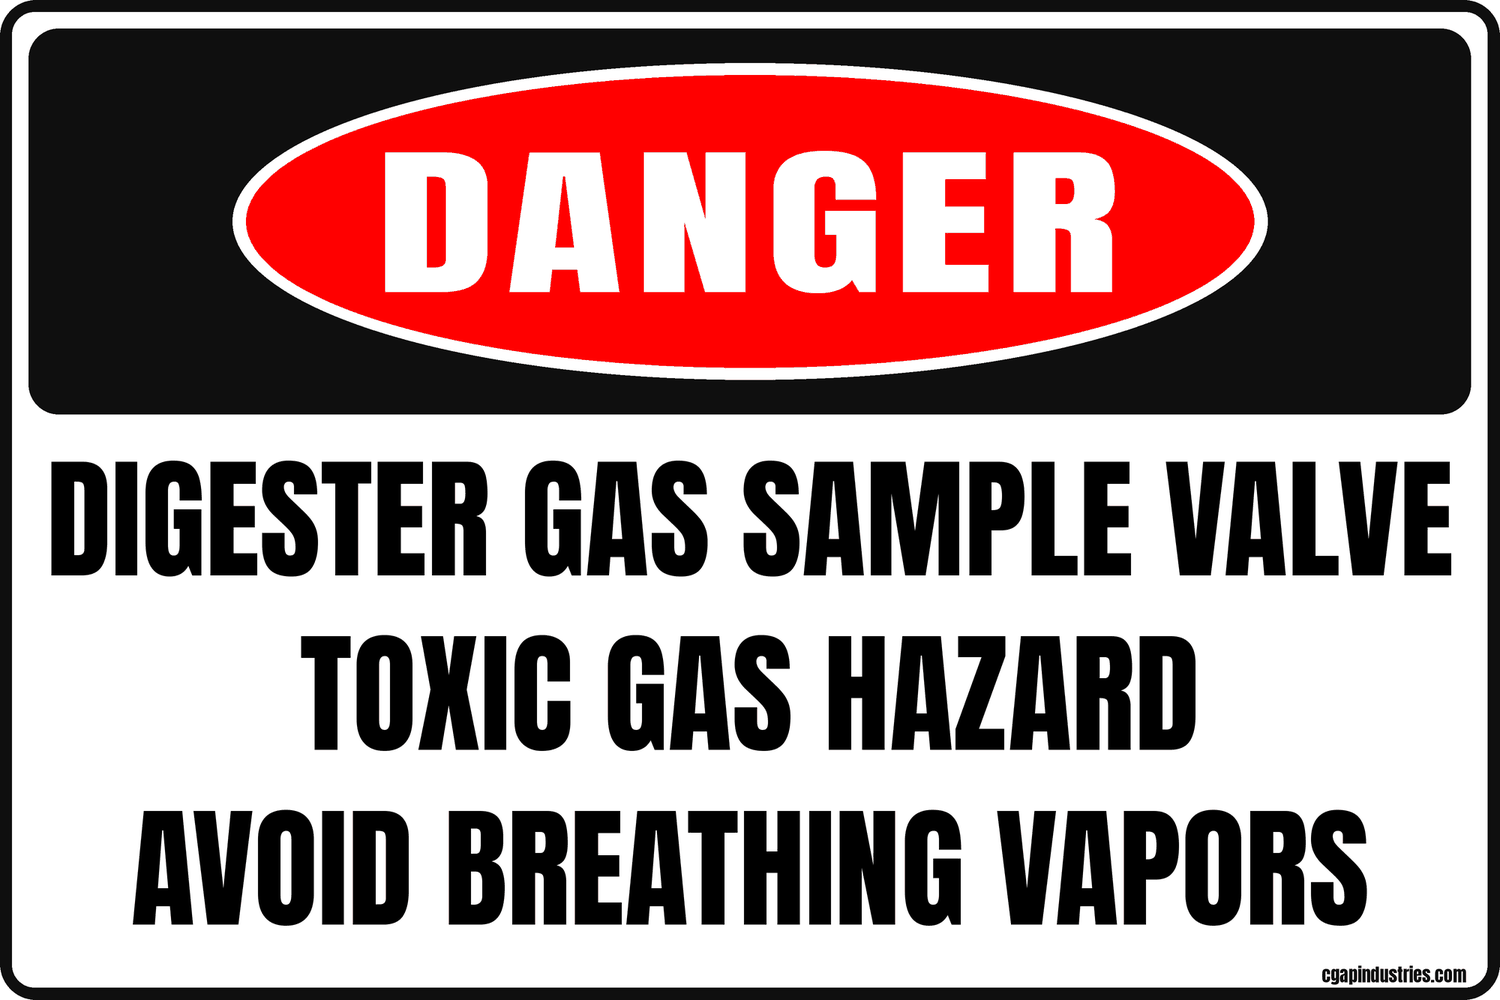 DANGER
DIGESTER GAS SAMPLE VALVE
TOXIC GAS HAZARD
AVOID BREATHING VAPORS
cgapindustries.com